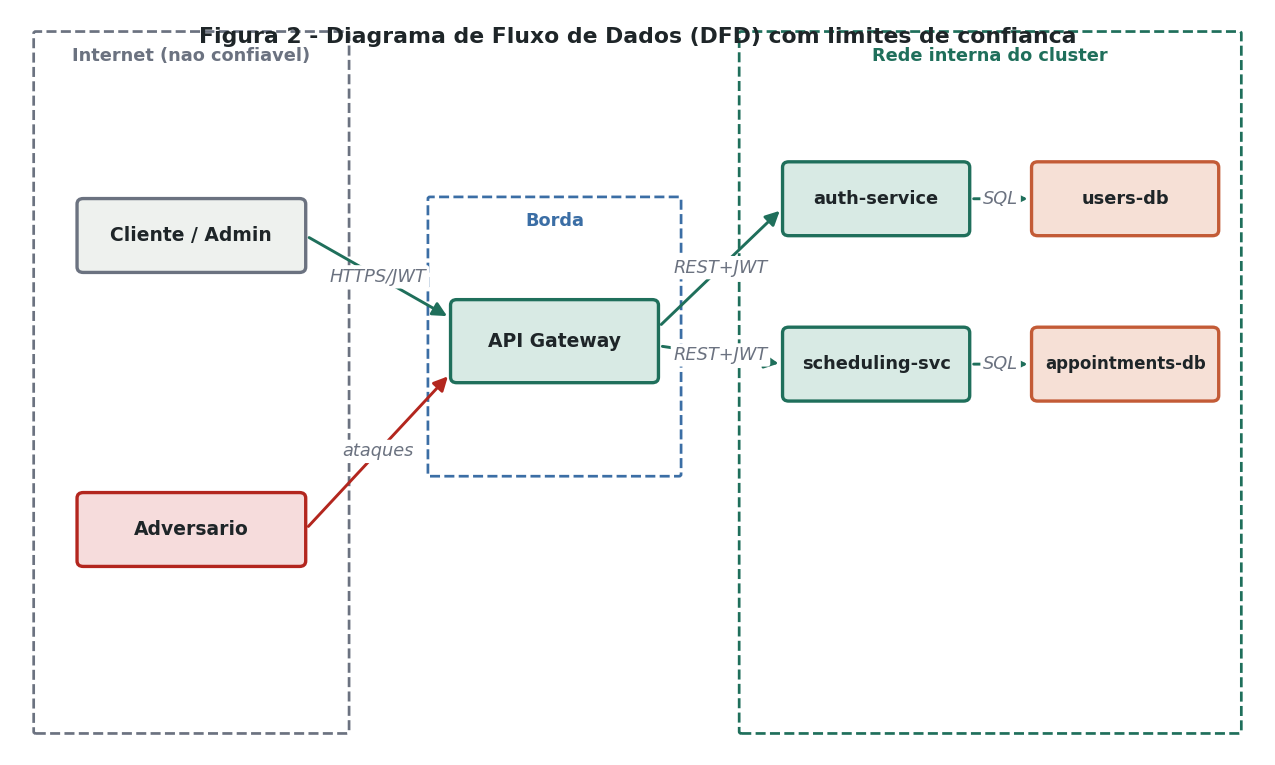 Figura 2 - Diagrama de Fluxo de Dados (DFD) com limites de confianca
Internet (nao confiavel)
Rede interna do cluster
Cliente / Admin
HTTPS/JWT
Borda
API Gateway
REST+JWT
REST+JWT
auth-service
SQL
users-db
scheduling-svc
SQL
appointments-db
ataques
Adversario